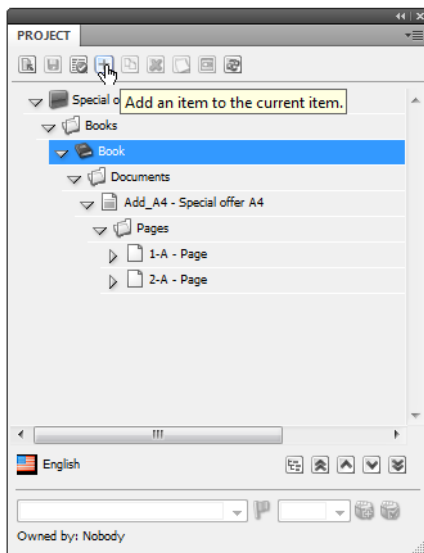 PROJECT
Special o
Add an item to the current item.
Books
Book
Documents
Add_A4 - Special offer A4
Pages
1-A - Page
2-A - Page
English
Owned by: Nobody